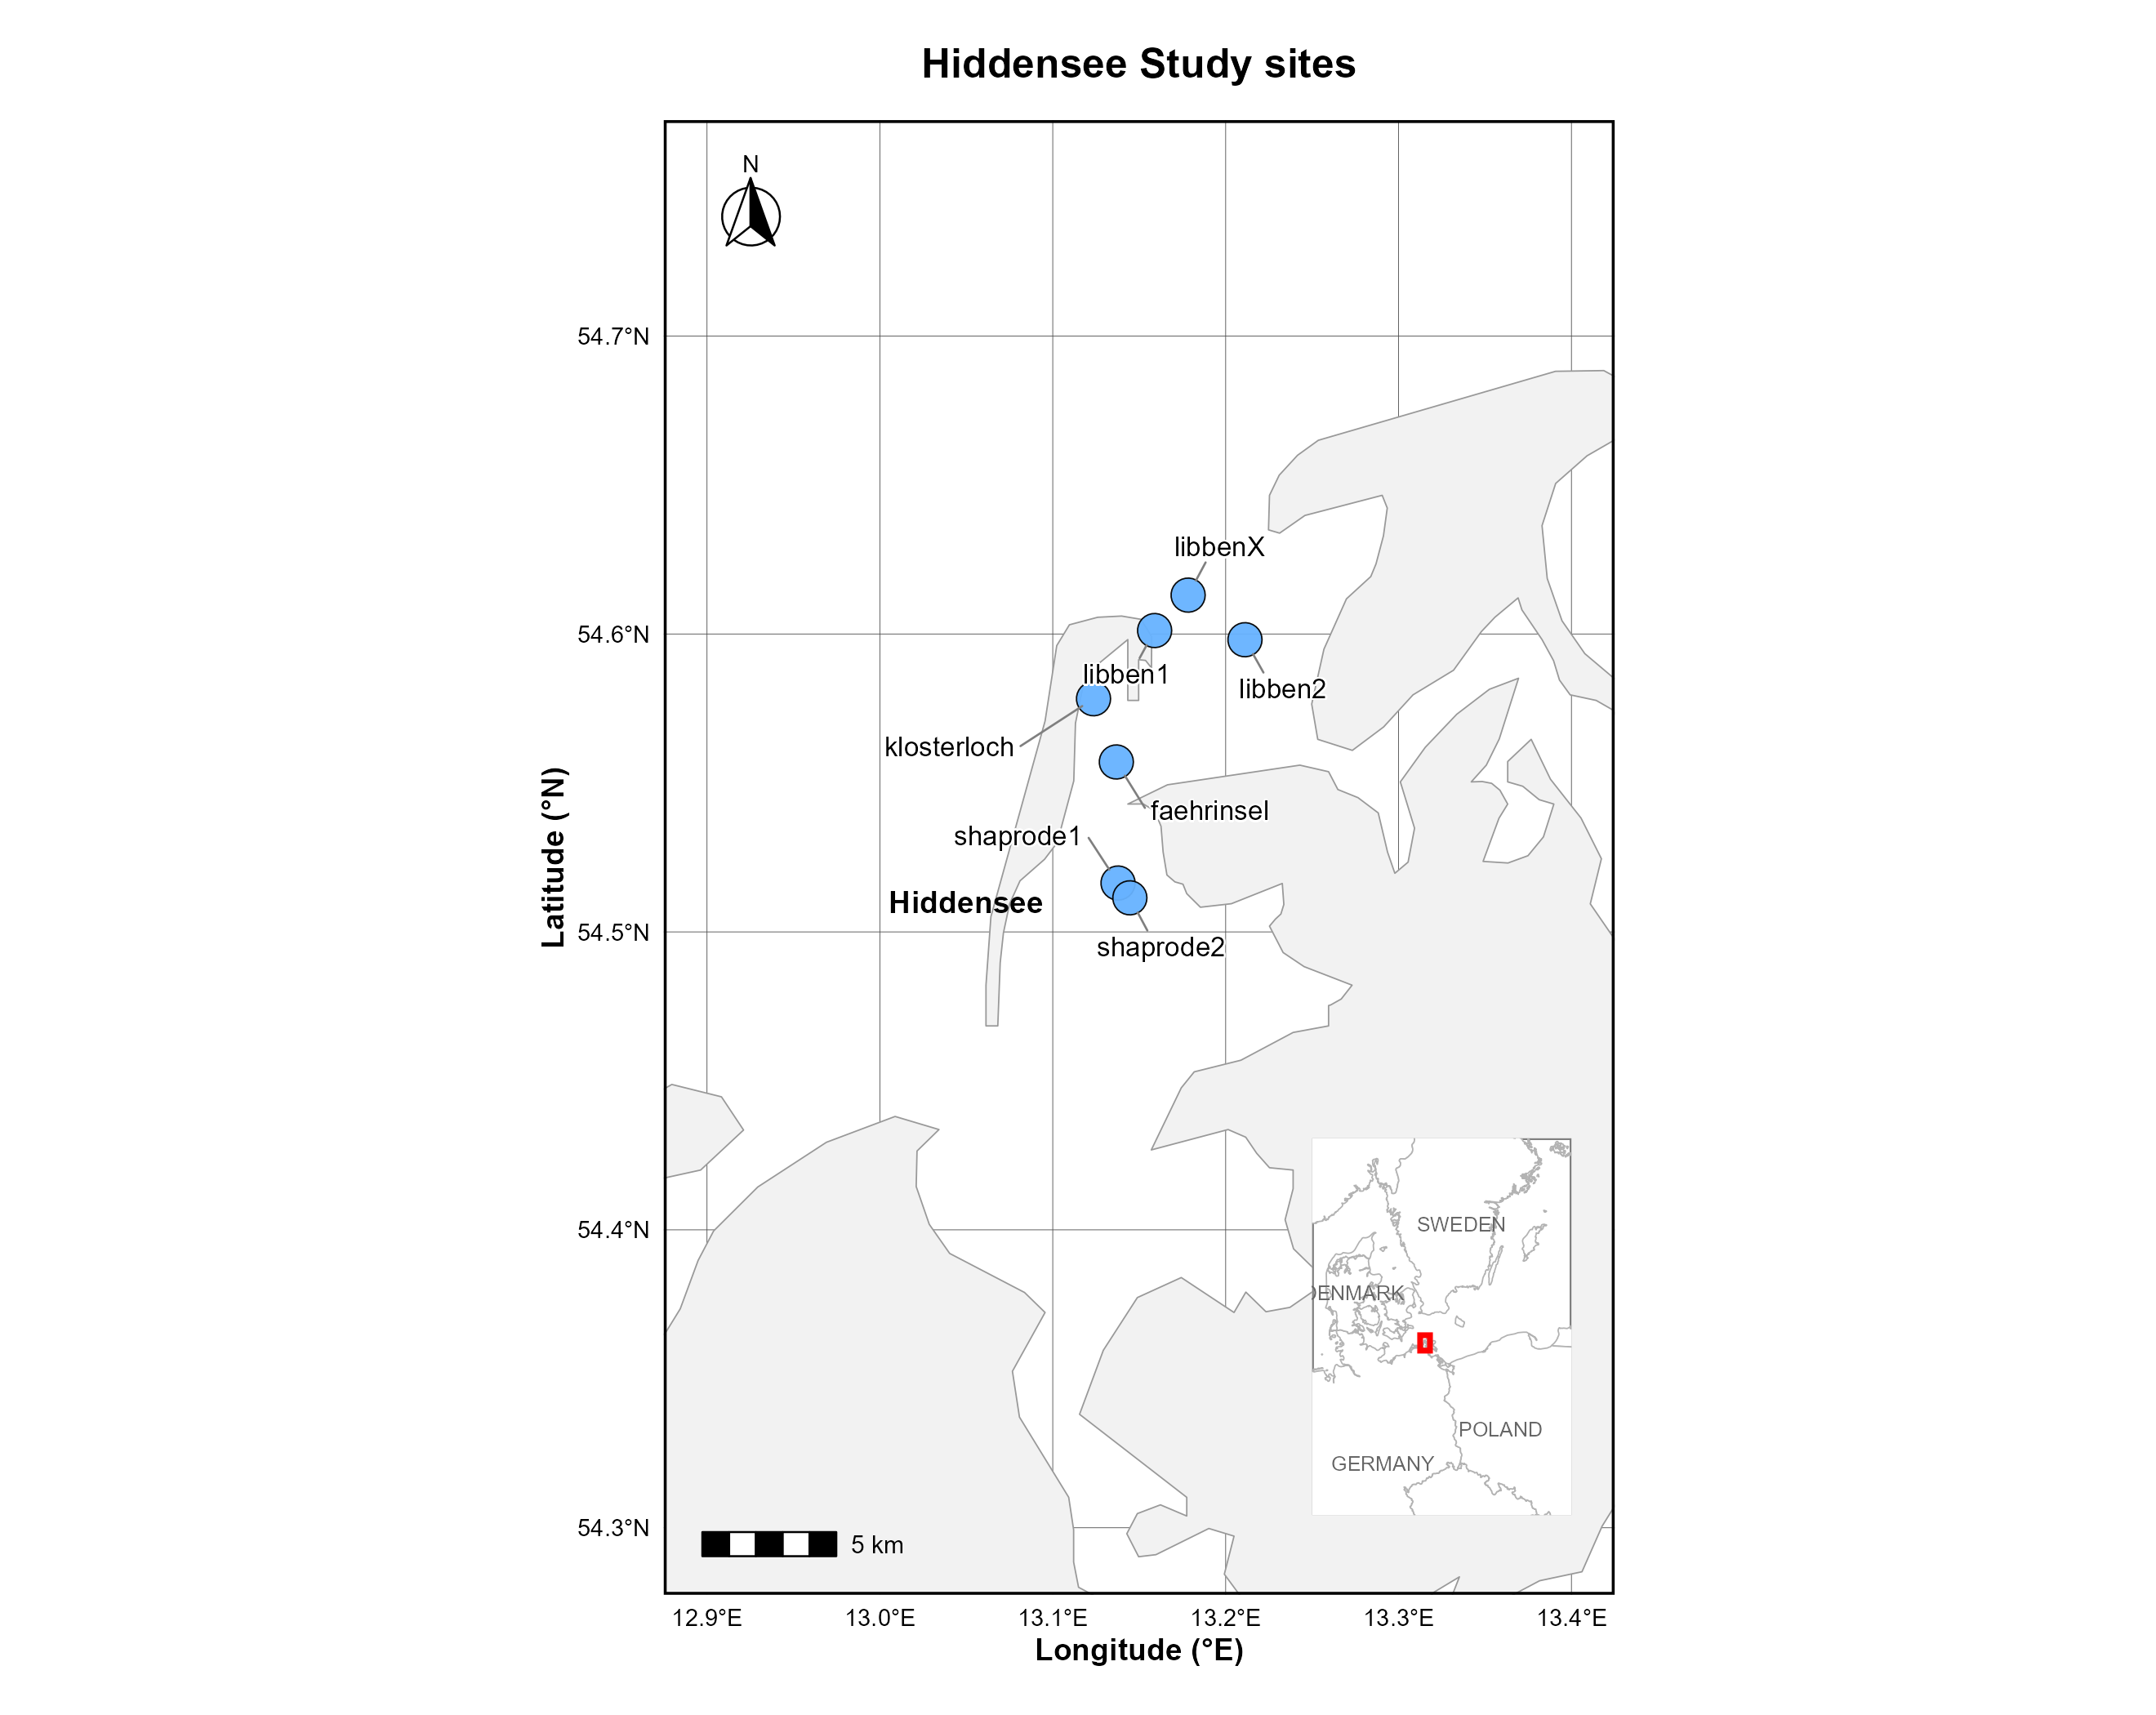 Hiddensee Study sites
N
54.7°N
libbenX
54.6°N
libben1
libben2
klosterloch
faehrinsel
shaprode1
Hiddensee
54.5°N
shaprode2
Latitude (°N)
54.4°N
SWEDEN
DENMARK
POLAND
GERMANY
54.3°N
5 km
12.9°E 13.0°E 13.1°E 13.2°E 13.3°E 13.4°E
Longitude (°E)